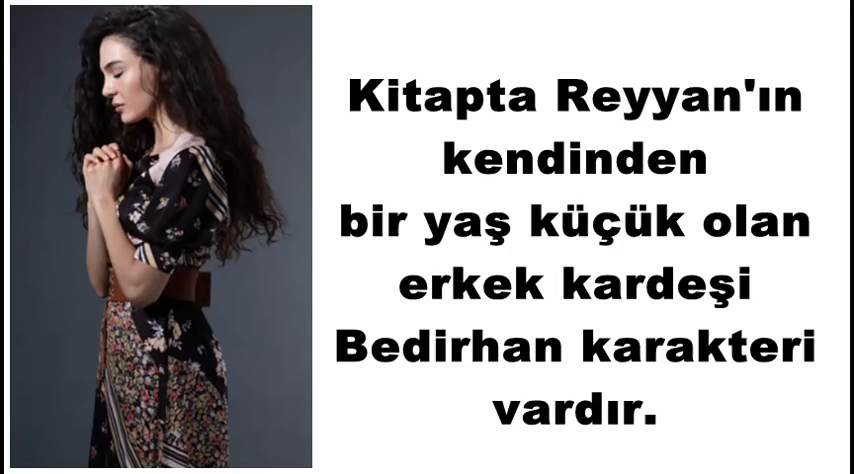 Kitapta Reyyan'ın
kendinden
bir yaş küçük olan
erkek kardeşi
Bedirhan karakteri
vardır.